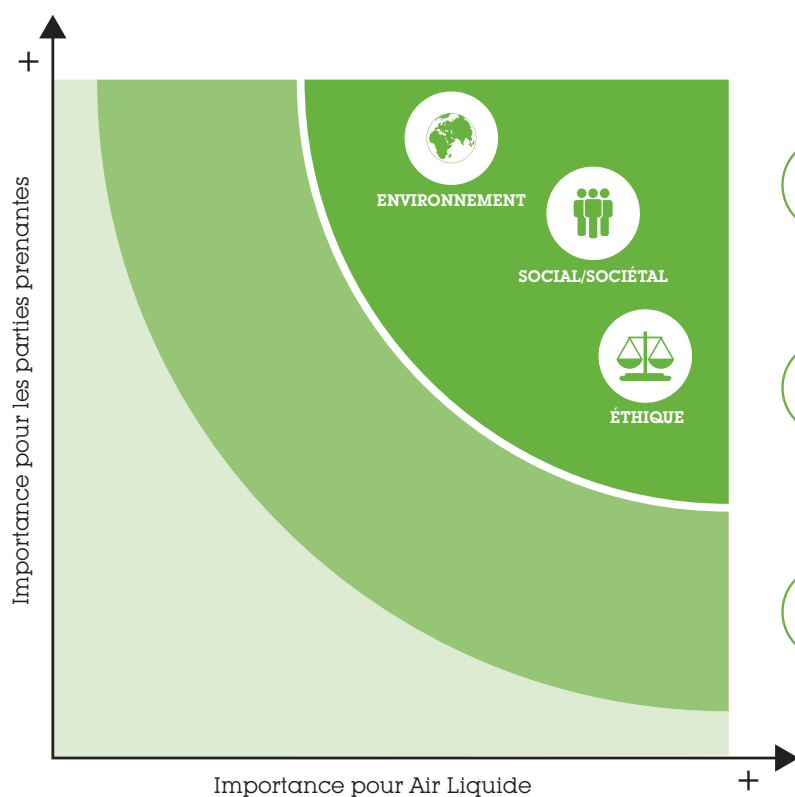 +
Importance pour les parties prenantes
ENVIRONNEMENT
SOCIAL/SOCIÉTAL
ÉTHIQUE
Importance pour Air Liquide
+